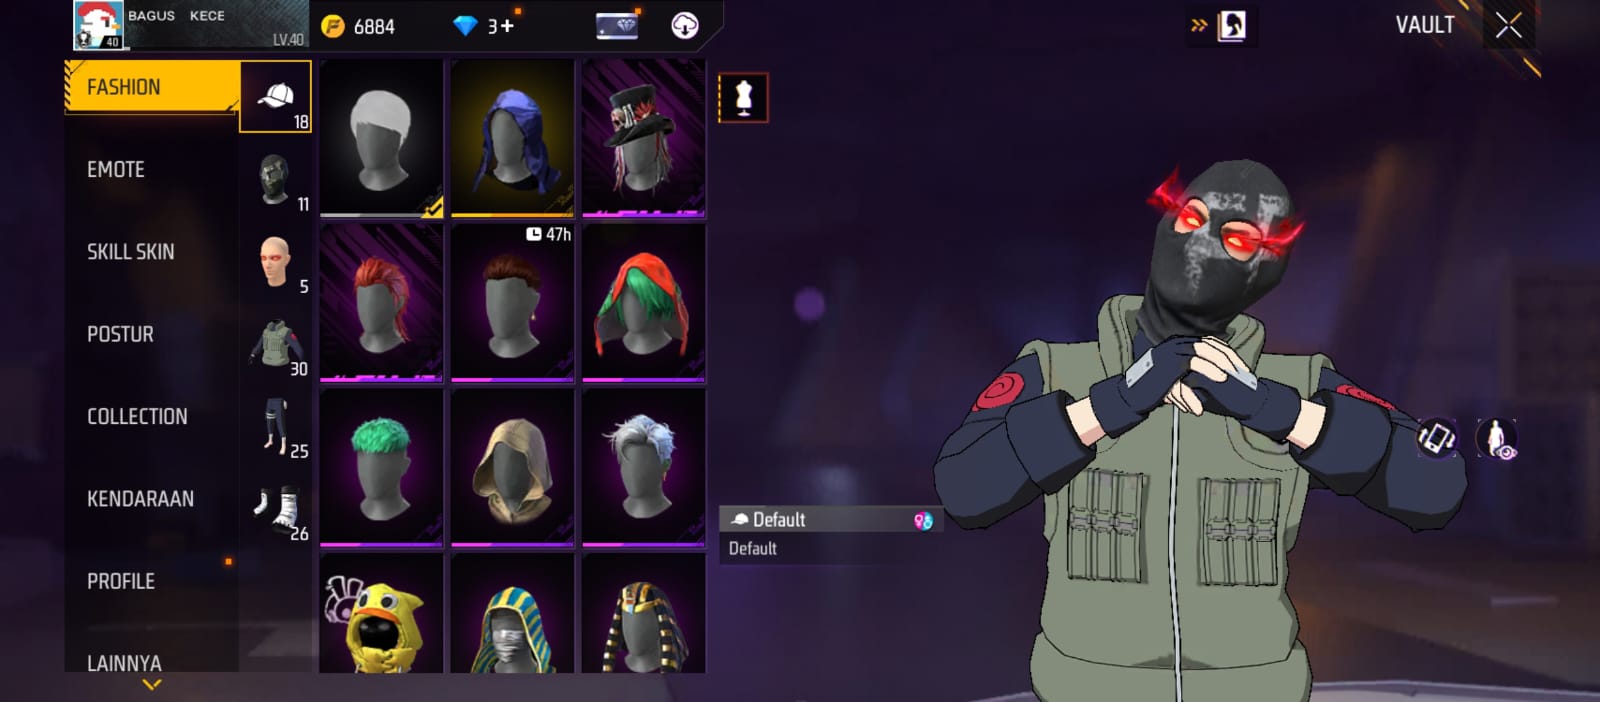 BAGUS KECE
40
LV.40
6884
3+
VAULT
FASHION
18
EMOTE
11
SKILL SKIN
5
POSTUR
30
COLLECTION
25
KENDARAAN
26
PROFILE
LAINNYA
47h
Default
Default